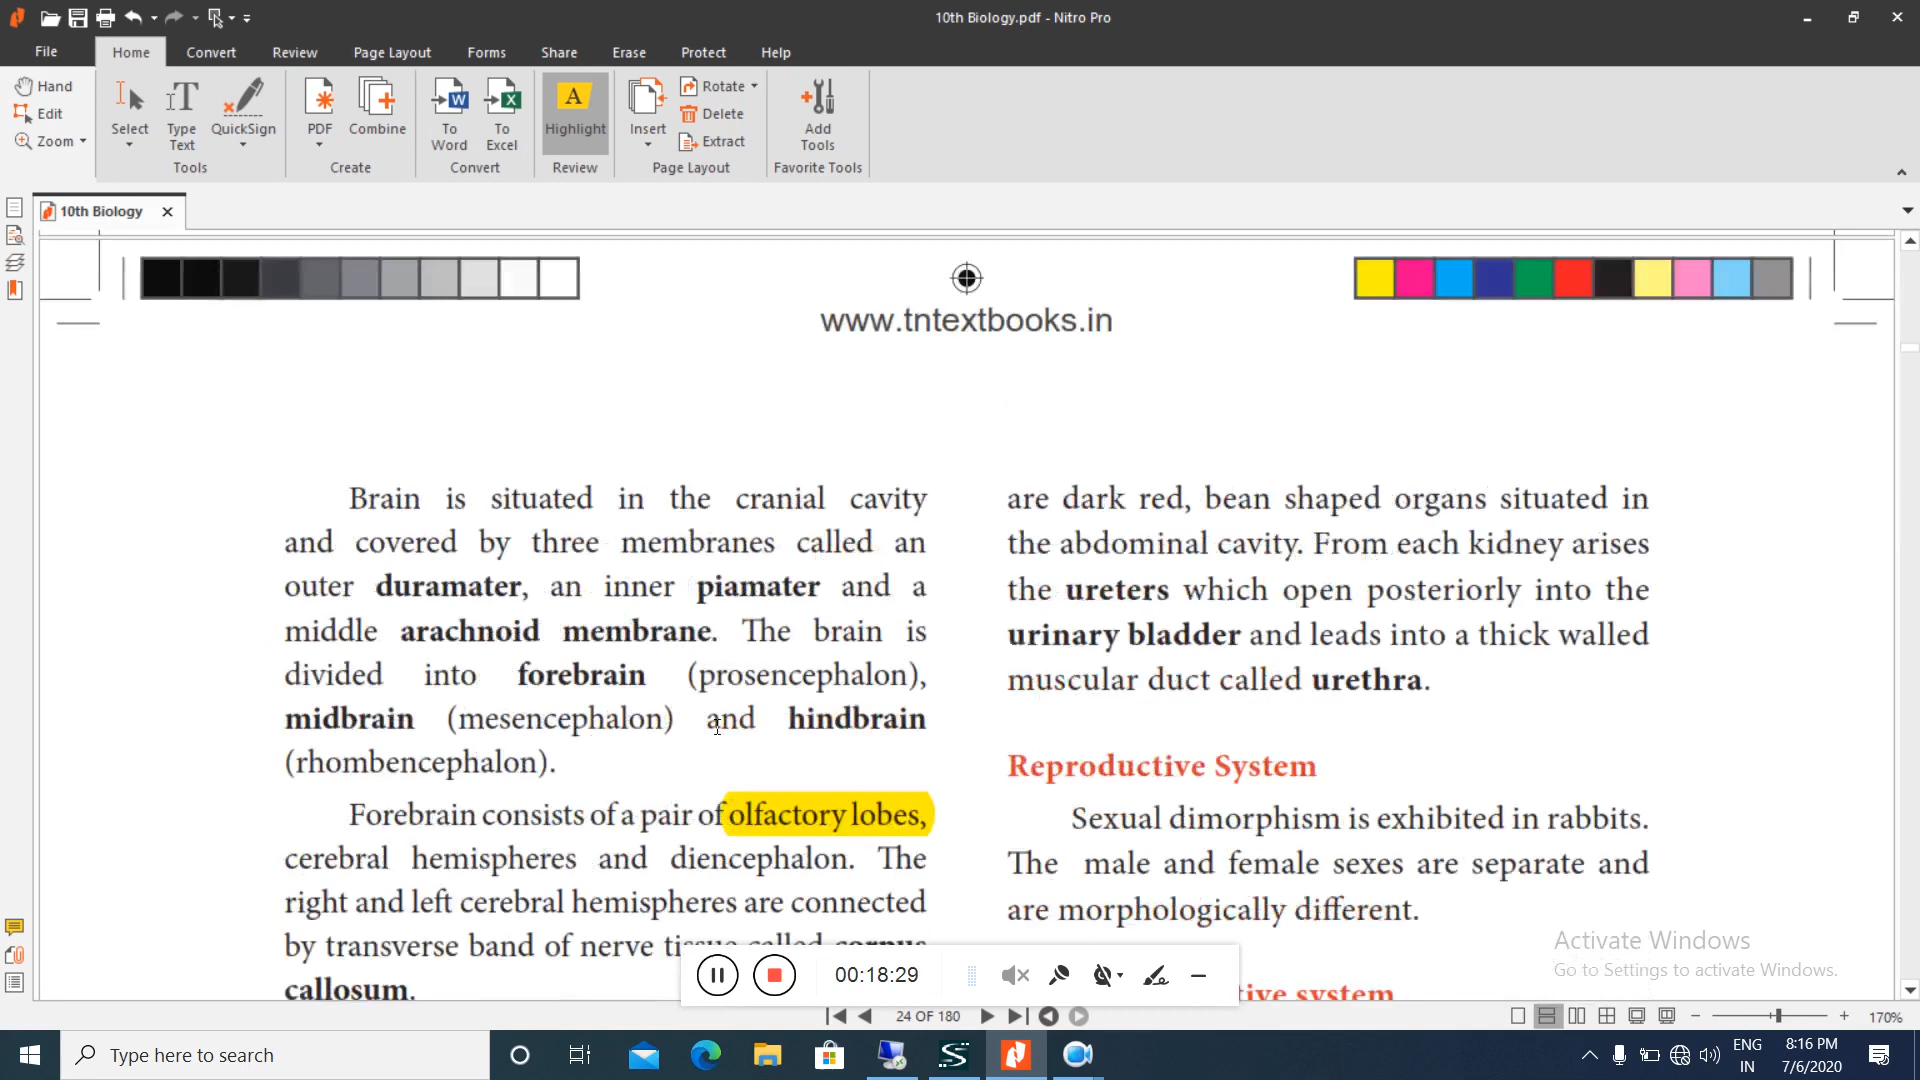 10th Biology.pdf - Nitro Pro
File Home Convert Review Page Layout Forms Share Erase Protect Help
Hand
Edit
Zoom
Select
Type Text
QuickSign
Tools
PDF
Combine
Create
To Word
To Excel
Convert
A
Highlight
Review
Insert
Rotate
Delete
Extract
Page Layout
Add Tools
Favorite Tools
10th Biology
www.tntextbooks.in
Brain is situated in the cranial cavity
and covered by three membranes called an
outer duramater, an inner piamater and a
middle arachnoid membrane. The brain is
divided into forebrain (prosencephalon),
midbrain (mesencephalon) and hindbrain
(rhombencephalon).
Forebrain consists of a pair of olfactory lobes,
cerebral hemispheres and diencephalon. The
right and left cerebral hemispheres are connected
by transverse band of nerve tissue called corpus
callosum.
are dark red, bean shaped organs situated in
the abdominal cavity. From each kidney arises
the ureters which open posteriorly into the
urinary bladder and leads into a thick walled
muscular duct called urethra.
Reproductive System
Sexual dimorphism is exhibited in rabbits.
The male and female sexes are separate and
are morphologically different.
tive system
Activate Windows
Go to Settings to activate Windows.
00:18:29
24 OF 180
170%
Type here to search
ENG
IN
8:16 PM
7/6/2020